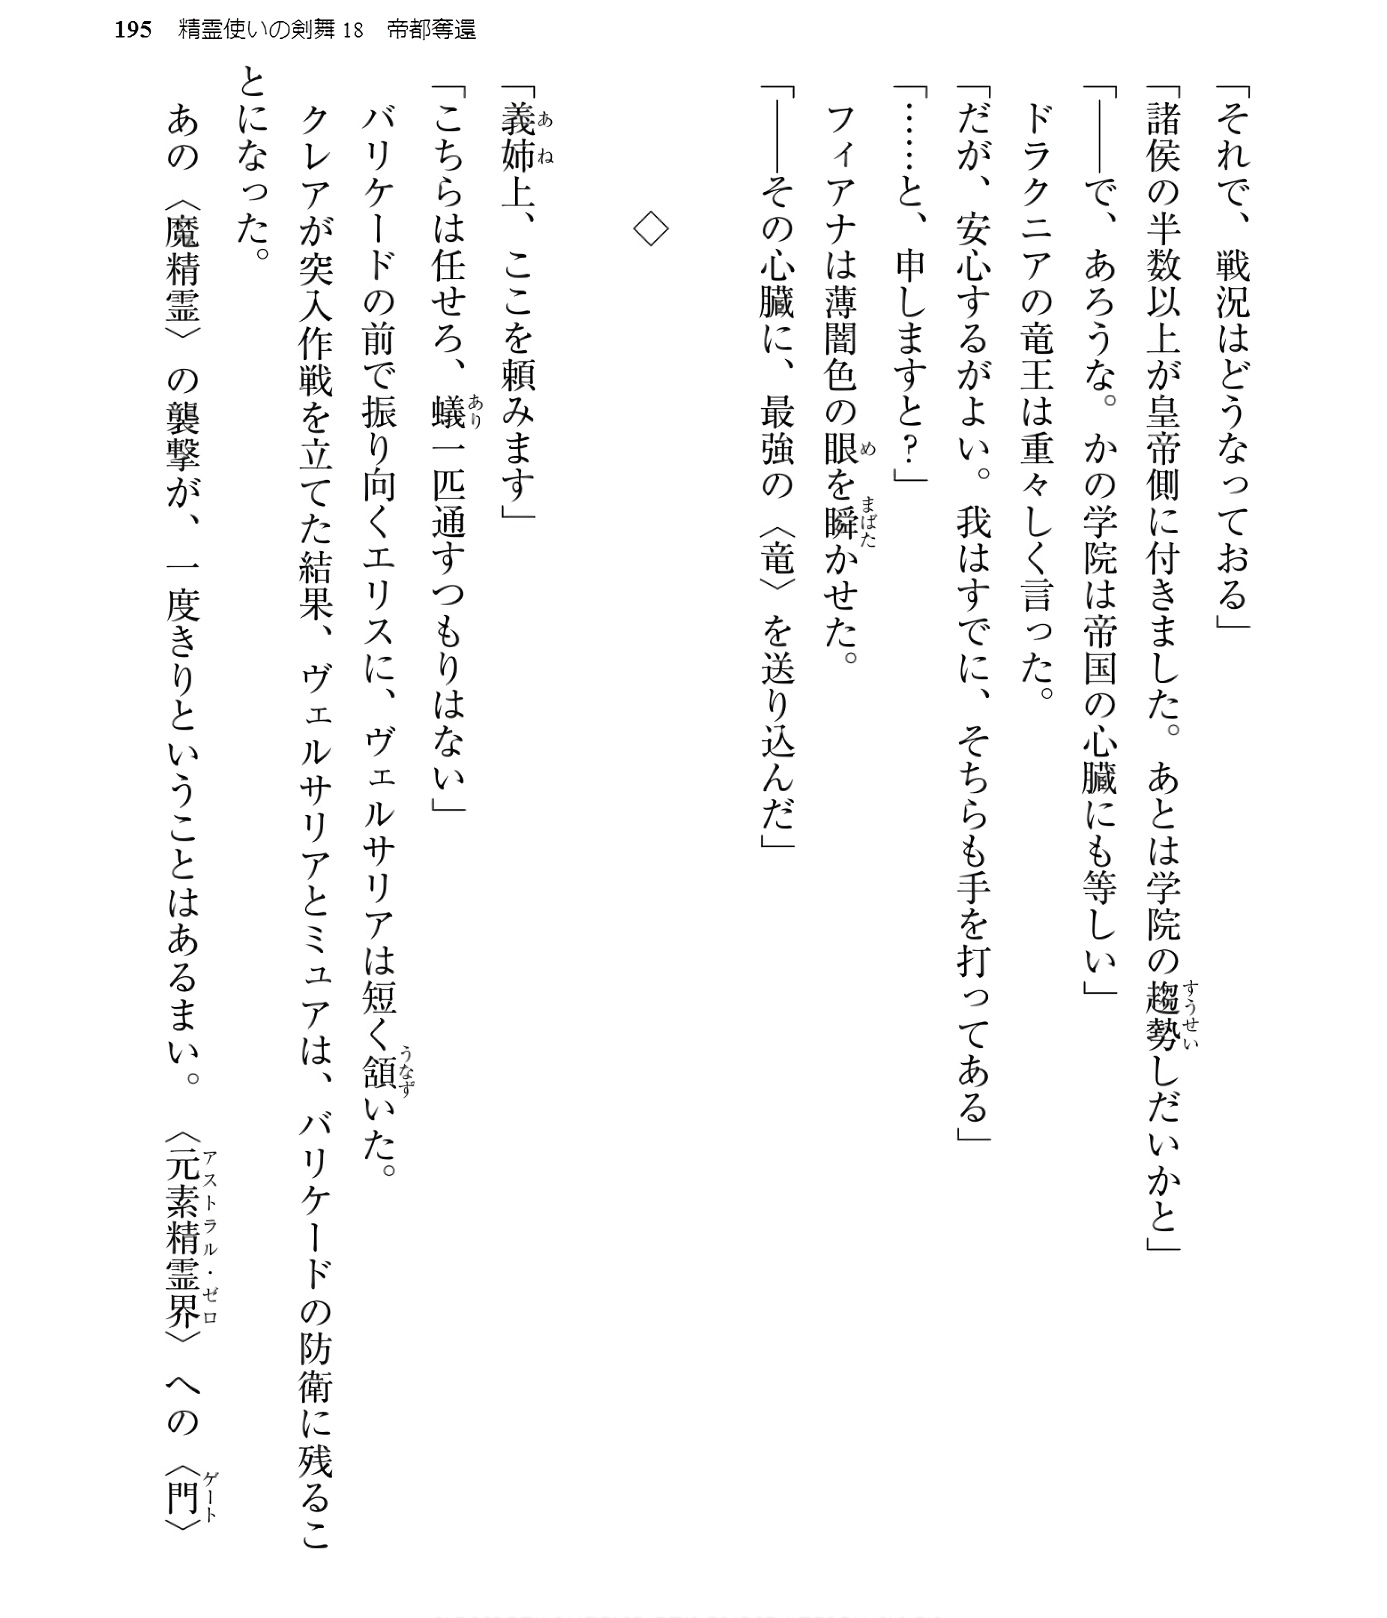 195 精霊使いの剣舞18 帝都奪還
「それで、戦況はどうなっておる」
「諸侯の半数以上が皇帝側に付きました。あとは学院の趨勢しだいかと」
「――で、あろうな。かの学院は帝国の心臓にも等しい」
ドラクニアの竜王は重々しく言った。
「だが、安心するがよい。我はすでに、そちらも手を打ってある」
「……と、申しますと?」
フィアナは薄闇色の眼を瞬かせた。
「――その心臓に、最強の〈竜〉を送り込んだ」
◇
「義姉上、ここを頼みます」
「こちらは任せろ、蟻一匹通すつもりはない」
バリケードの前で振り向くエリスに、ヴェルサリアは短く頷いた。
クレアが突入作戦を立てた結果、ヴェルサリアとミュアは、バリケードの防衛に残るこ
とになった。
あの〈魔精霊〉の襲撃が、一度きりということはあるまい。〈元素精霊界〉への〈門〉